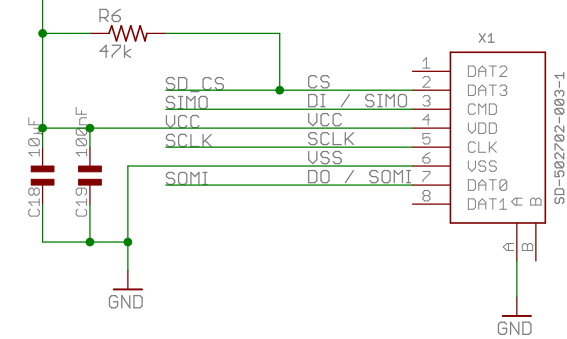 R6
47k
X1
SD_CS CS 1 DAT2
SIMO DI / SIMO 2 DAT3
VCC VCC 3 CMD
SCLK SCLK 4 VDD
VSS 5 CLK
SOMI DO / SOMI 6 VSS
7 DAT0
8 DAT1
A B
A B
SD-502702-003-1
10µF
C18
100nF
C19
GND
GND